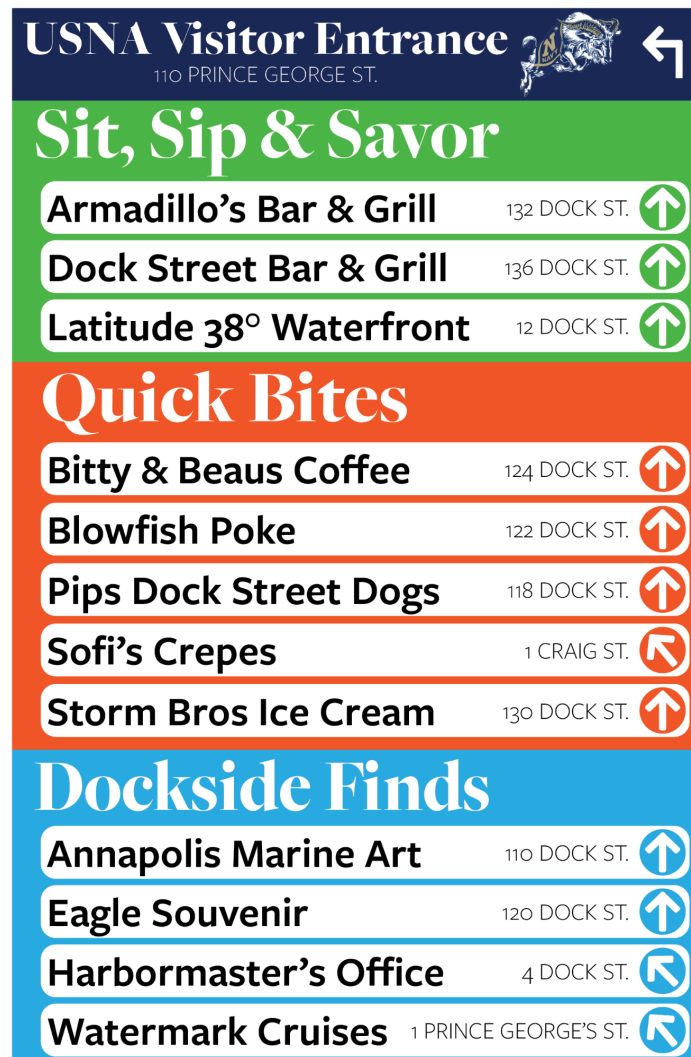 USNA Visitor Entrance
110 PRINCE GEORGE ST.
Sit, Sip & Savor
Armadillo's Bar & Grill 132 DOCK ST.
Dock Street Bar & Grill 136 DOCK ST.
Latitude 38° Waterfront 12 DOCK ST.
Quick Bites
Bitty & Beaus Coffee 124 DOCK ST.
Blowfish Poke 122 DOCK ST.
Pips Dock Street Dogs 118 DOCK ST.
Sofi's Crepes 1 CRAIG ST.
Storm Bros Ice Cream 130 DOCK ST.
Dockside Finds
Annapolis Marine Art 110 DOCK ST.
Eagle Souvenir 120 DOCK ST.
Harbormaster's Office 4 DOCK ST.
Watermark Cruises 1 PRINCE GEORGE'S ST.